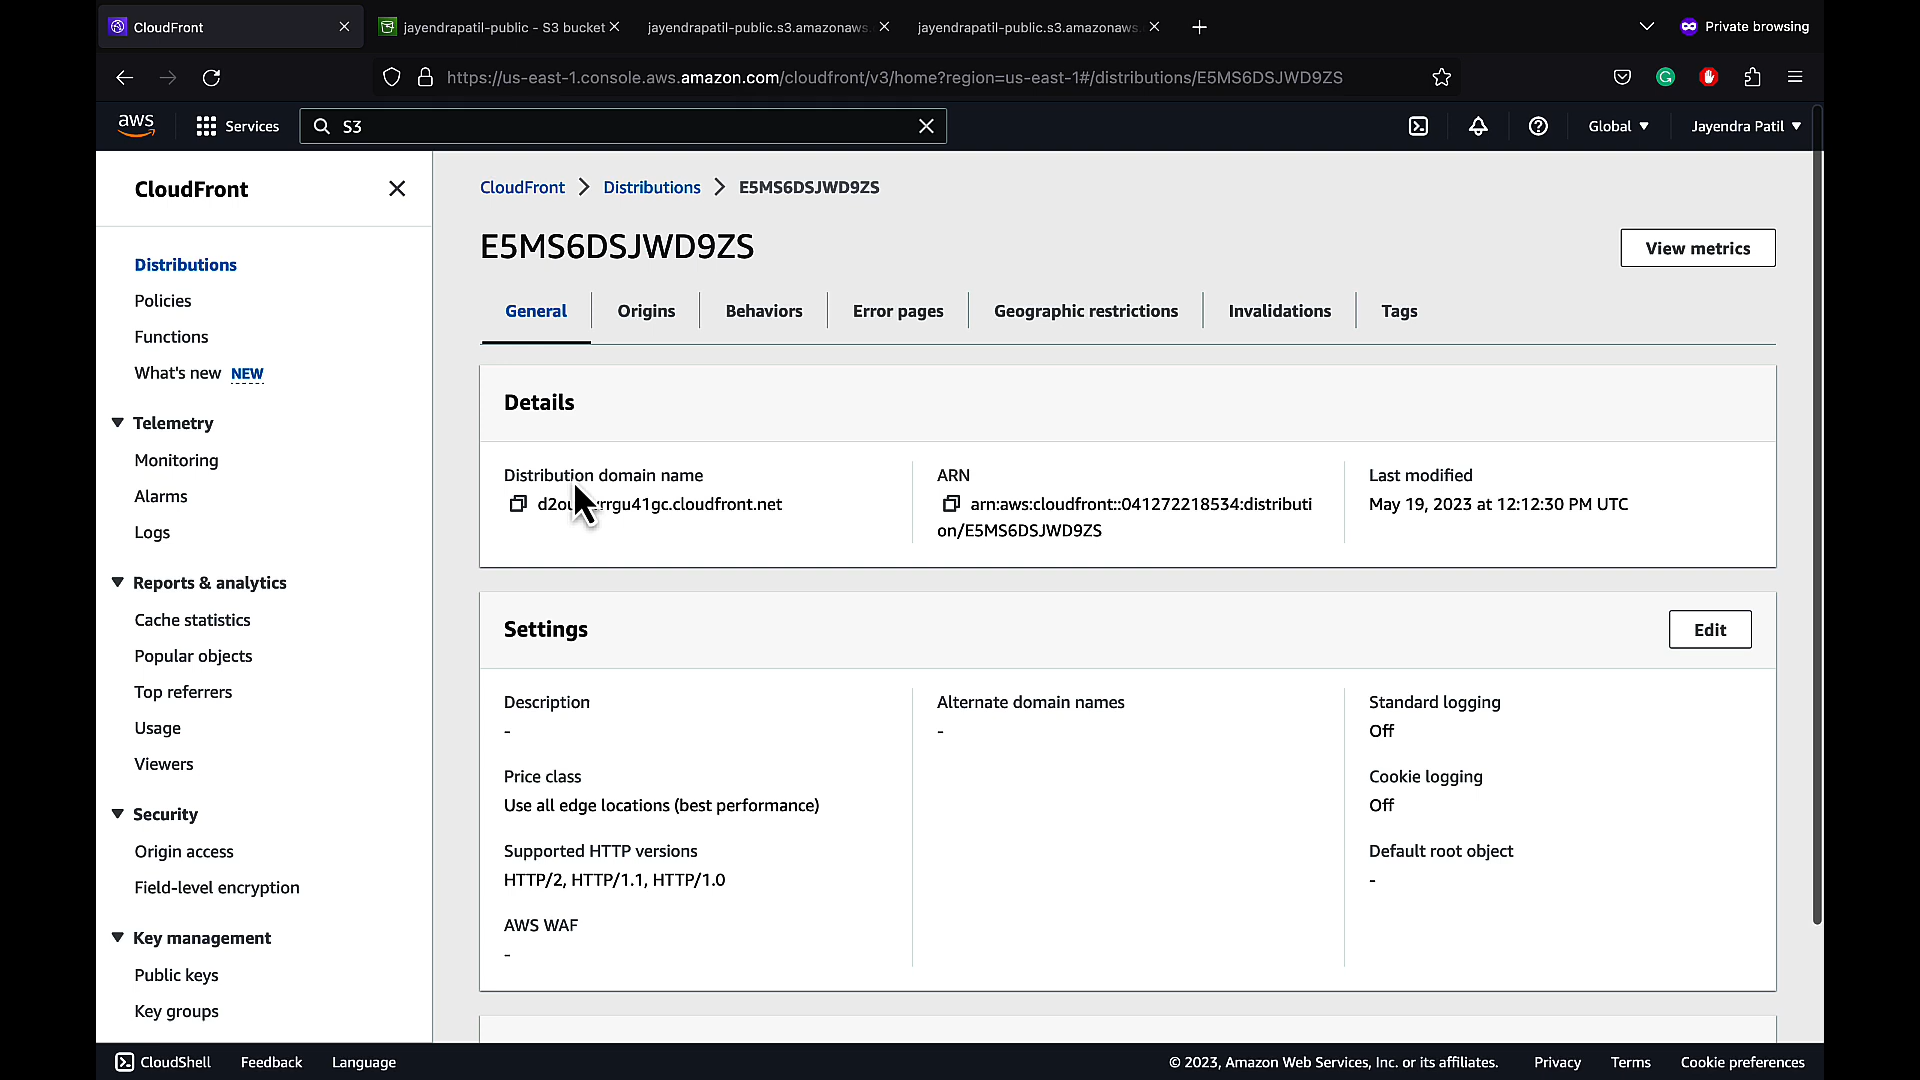 CloudFront
jayendrapatil-public - S3 bucket
jayendrapatil-public.s3.amazonaws.
jayendrapatil-public.s3.amazonaws.
Private browsing
https://us-east-1.console.aws.amazon.com/cloudfront/v3/home?region=us-east-1#/distributions/E5MS6DSJWD9ZS
aws
Services
S3
Global
Jayendra Patil
CloudFront
Distributions
Policies
Functions
What's new NEW
Telemetry
Monitoring
Alarms
Logs
Reports & analytics
Cache statistics
Popular objects
Top referrers
Usage
Viewers
Security
Origin access
Field-level encryption
Key management
Public keys
Key groups
CloudFront > Distributions > E5MS6DSJWD9ZS
E5MS6DSJWD9ZS
View metrics
General
Origins
Behaviors
Error pages
Geographic restrictions
Invalidations
Tags
Details
Distribution domain name
ARN
arn:aws:cloudfront::041272218534:distributi
on/E5MS6DSJWD9ZS
Last modified
May 19, 2023 at 12:12:30 PM UTC
Settings
Edit
Description
-
Price class
Use all edge locations (best performance)
Supported HTTP versions
HTTP/2, HTTP/1.1, HTTP/1.0
AWS WAF
-
Alternate domain names
-
Standard logging
Off
Cookie logging
Off
Default root object
-
CloudShell
Feedback
Language
© 2023, Amazon Web Services, Inc. or its affiliates.
Privacy
Terms
Cookie preferences